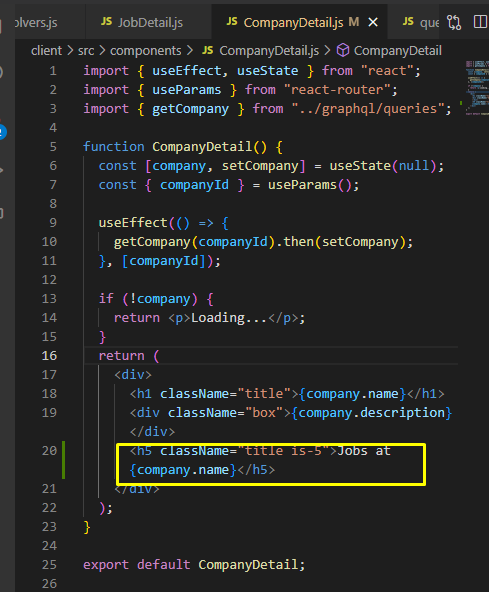 olvers.js JS JobDetail.js JS CompanyDetail.js M JS que
client > src > components > JS CompanyDetail.js > CompanyDetail
1 import { useEffect, useState } from "react";
2 import { useParams } from "react-router";
3 import { getCompany } from "../graphql/queries"; '
4
5 function CompanyDetail() {
6 const [company, setCompany] = useState(null);
7 const { companyId } = useParams();
8
9 useEffect(() => {
10 getCompany(companyId).then(setCompany);
11 }, [companyId]);
12
13 if (!company) {
14 return <p>Loading...</p>;
15 }
16 return (
17 <div>
18 <h1 className="title">{company.name}</h1>
19 <div className="box">{company.description}
</div>
20 <h5 className="title is-5">Jobs at
{company.name}</h5>
21 </div>
22 );
23 }
24
25 export default CompanyDetail;
26